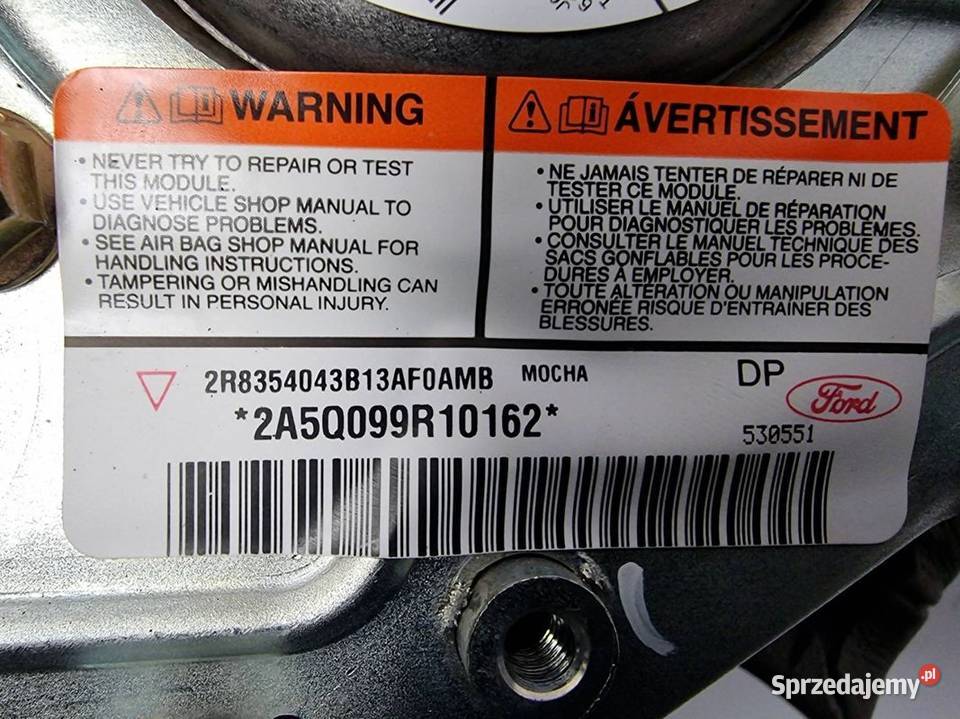 WARNING
• NEVER TRY TO REPAIR OR TEST
THIS MODULE.
• USE VEHICLE SHOP MANUAL TO
DIAGNOSE PROBLEMS.
• SEE AIR BAG SHOP MANUAL FOR
HANDLING INSTRUCTIONS.
• TAMPERING OR MISHANDLING CAN
RESULT IN PERSONAL INJURY.
ÁVERTISSEMENT
• NE JAMAIS TENTER DE RÉPARER NI DE
TESTER CE MODULE.
• UTILISER LE MANUEL DE RÉPARATION
POUR DIAGNOSTIQUER LES PROBLÈMES.
• CONSULTER LE MANUEL TECHNIQUE DES
SACS GONFLABLES POUR LES PROCE-
DURES À EMPLOYER.
• TOUTE ALTERATION OU MANIPULATION
ERRONÉE RISQUE D'ENTRAINER DES
BLESSURES.
2R8354043B13AF0AMB MOCHA
*2A5Q099R10162*
DP
Ford
530551
Sprzedajemy.pl